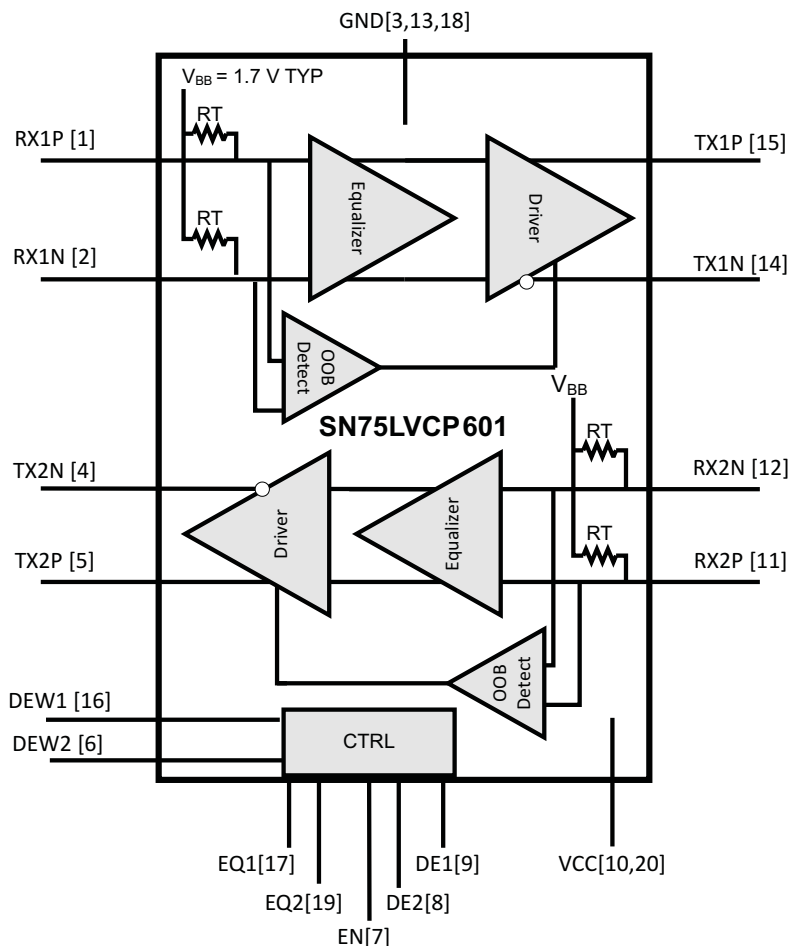 GND[3,13,18]
VBB = 1.7 V TYP
RT
RX1P [1]
TX1P [15]
Equalizer
Driver
RT
RX1N [2]
TX1N [14]
OOB
Detect
VBB
SN75LVCP601
RT
TX2N [4]
RX2N [12]
Driver
Equalizer
RT
TX2P [5]
RX2P [11]
OOB
Detect
DEW1 [16]
CTRL
DEW2 [6]
EQ1[17]
DE1[9]
VCC[10,20]
EQ2[19]
DE2[8]
EN[7]